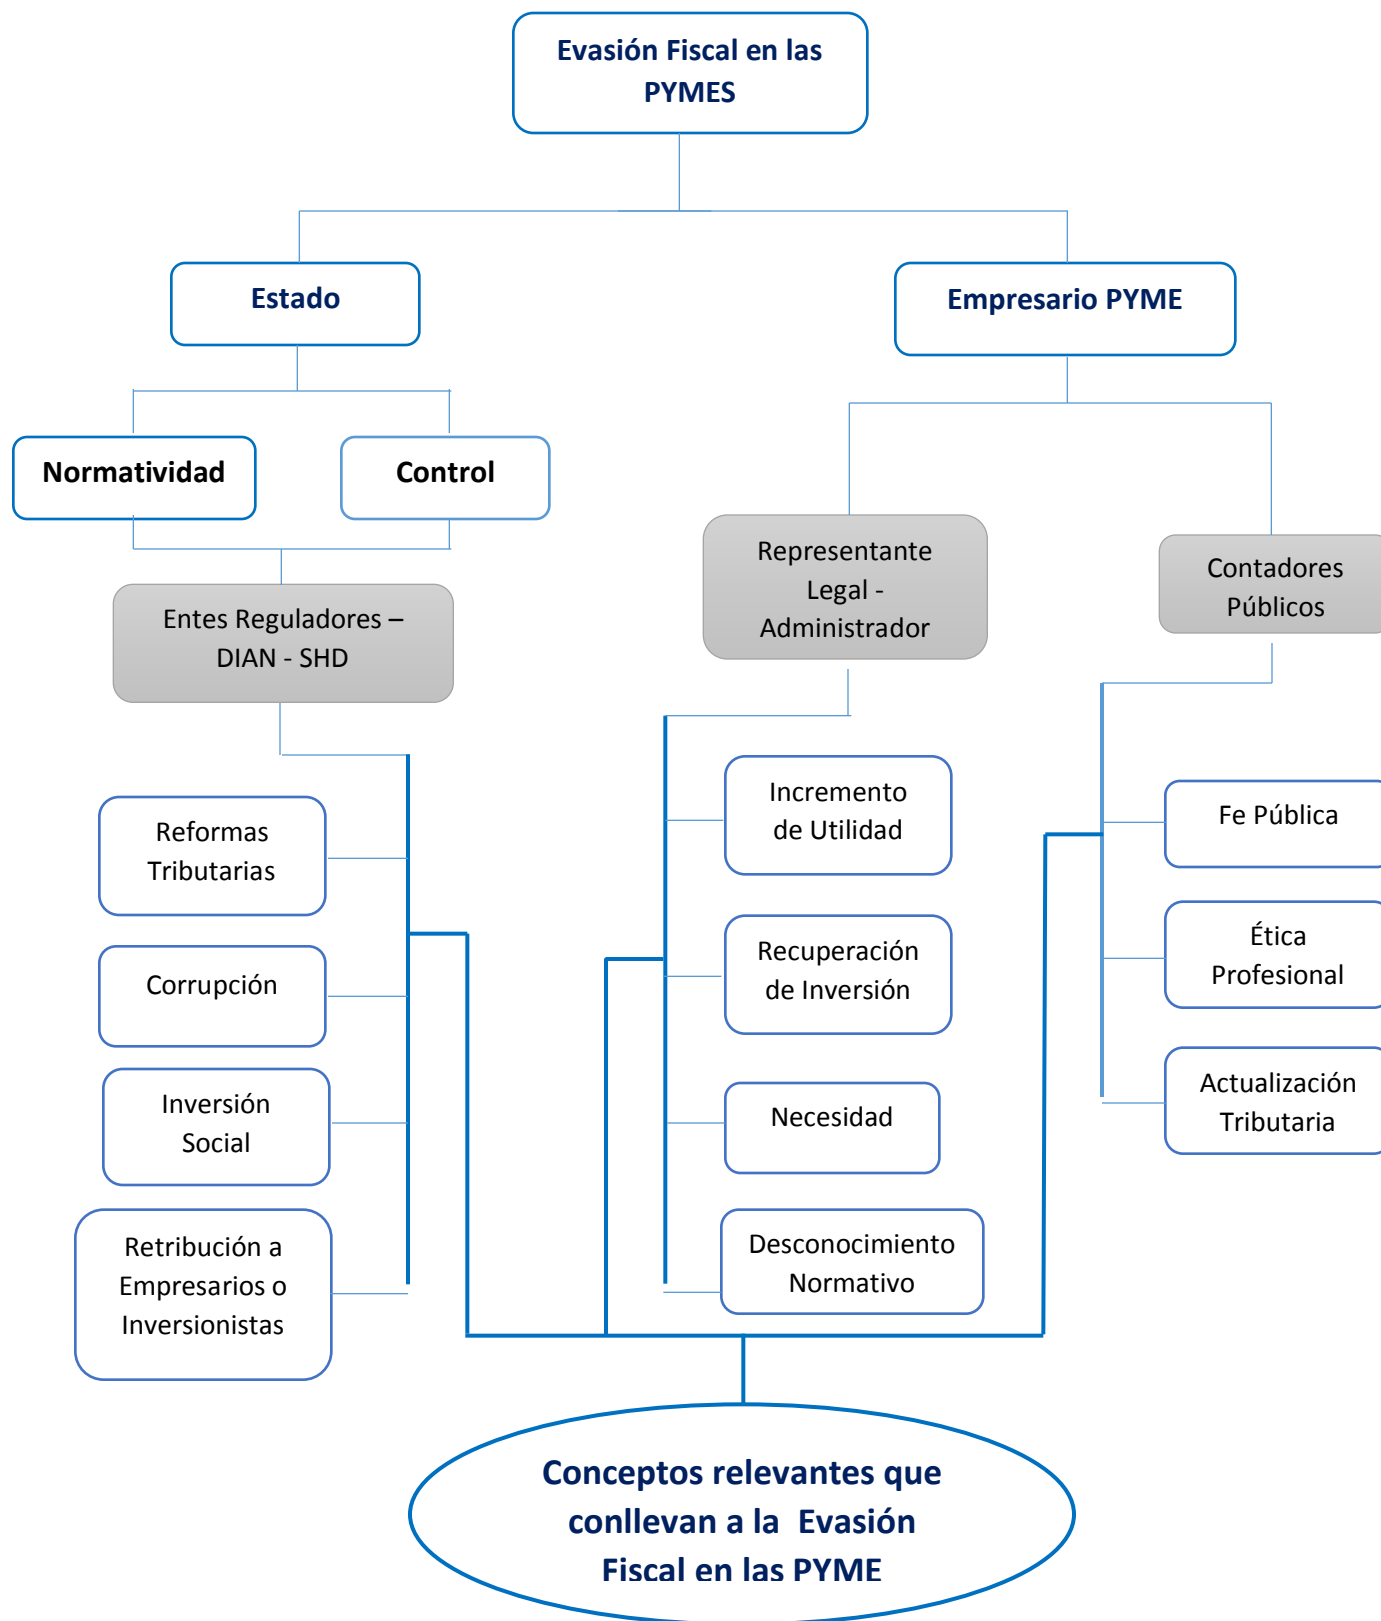 Evasión Fiscal en las
PYMES
Estado
Empresario PYME
Normatividad
Control
Entes Reguladores –
DIAN - SHD
Representante
Legal -
Administrador
Contadores
Públicos
Reformas
Tributarias
Corrupción
Inversión
Social
Retribución a
Empresarios o
Inversionistas
Incremento
de Utilidad
Recuperación
de Inversión
Necesidad
Desconocimiento
Normativo
Fe Pública
Ética
Profesional
Actualización
Tributaria
Conceptos relevantes que
conllevan a la Evasión
Fiscal en las PYME